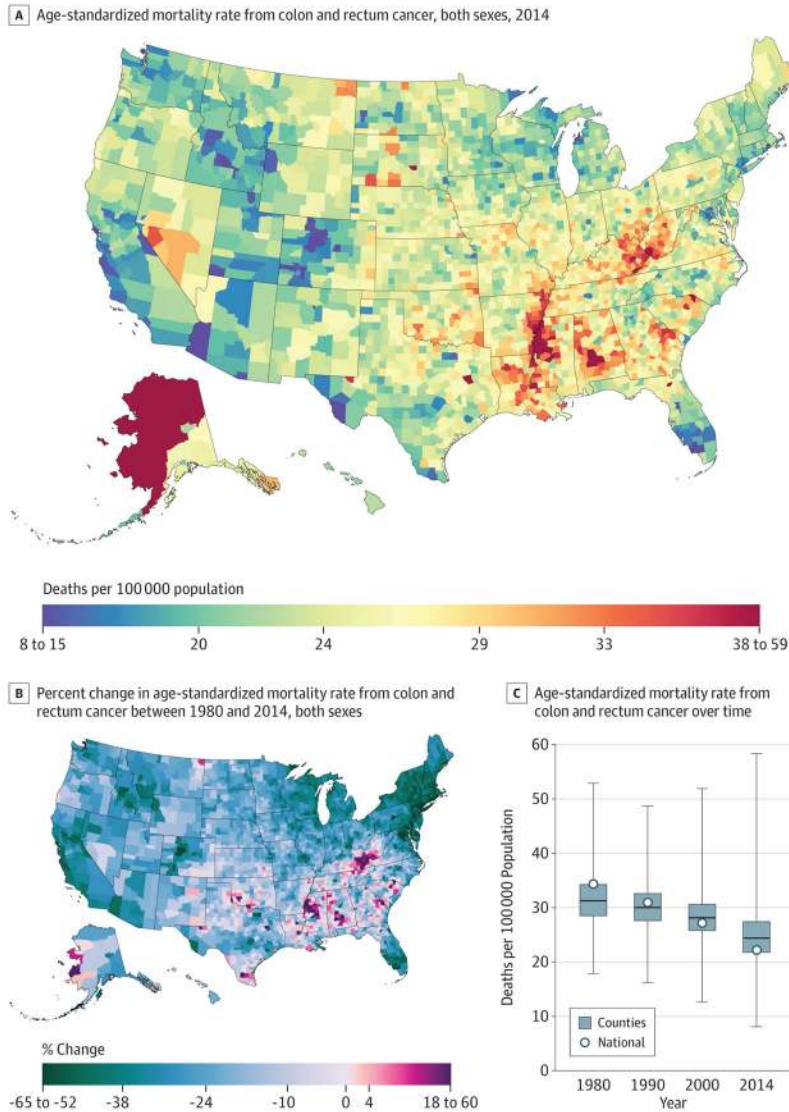 A Age-standardized mortality rate from colon and rectum cancer, both sexes, 2014
Deaths per 100 000 population
8 to 15 20 24 29 33 38 to 59
B Percent change in age-standardized mortality rate from colon and
rectum cancer between 1980 and 2014, both sexes
% Change
-65 to -52 -38 -24 -10 0 4 18 to 60
C Age-standardized mortality rate from
colon and rectum cancer over time
60
50
40
30
20
10
0
Deaths per 100 000 Population
Counties
National
1980 1990 2000 2014
Year